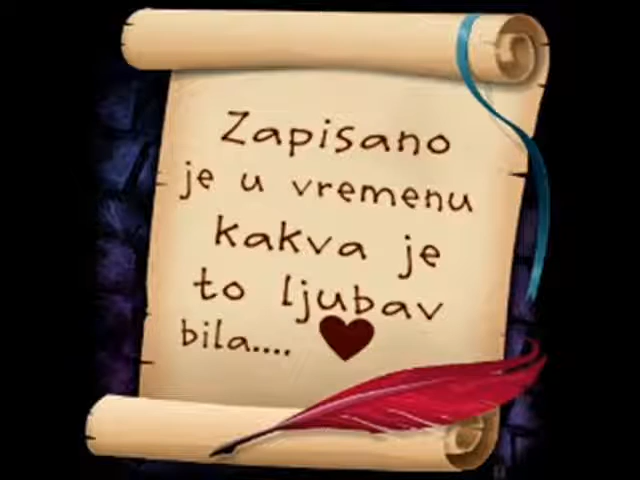 Zapisano
je u vremenu
kakva je
to ljubav
bila....